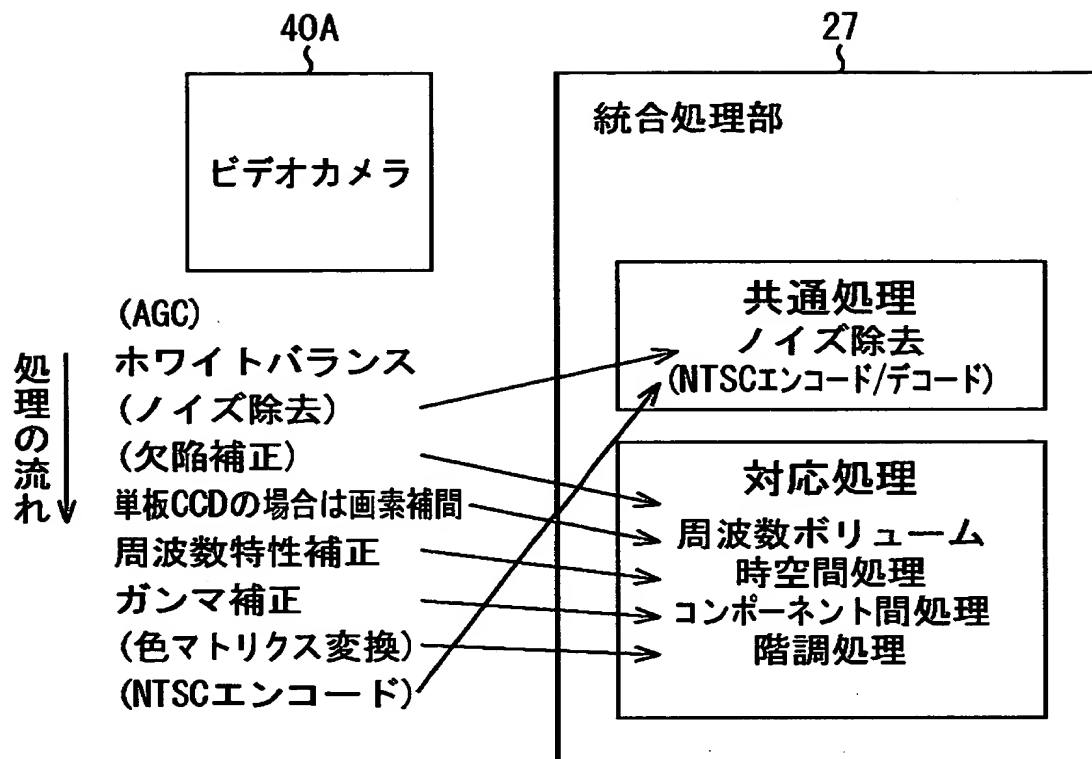 40A
27
ビデオカメラ
統合処理部
処理の流れ
(AGC)
ホワイトバランス
(ノイズ除去)
(欠陥補正)
単板CCDの場合は画素補間
周波数特性補正
ガンマ補正
(色マトリクス変換)
(NTSCエンコード)
共通処理
ノイズ除去
(NTSCエンコード/デコード)
対応処理
周波数ボリューム
時空間処理
コンポーネント間処理
階調処理